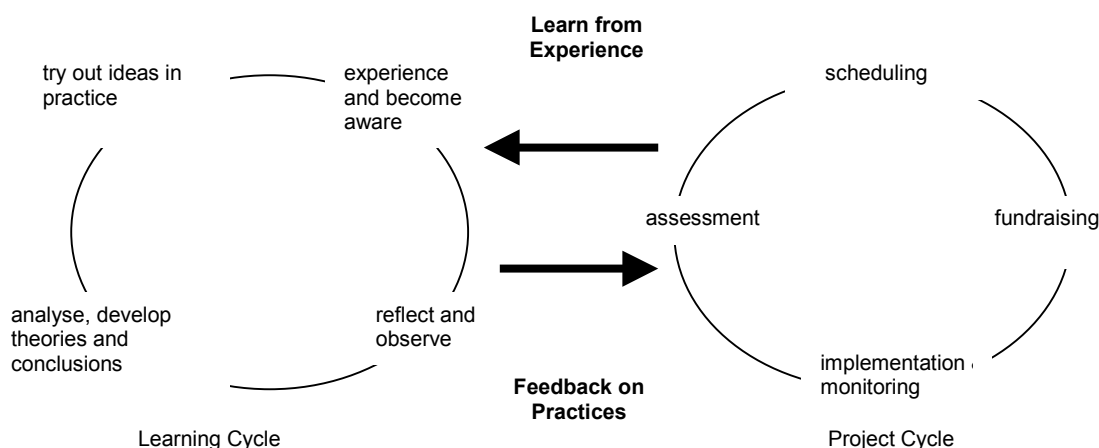 Learn from
Experience
try out ideas in
practice
experience
and become
aware
scheduling
assessment
fundraising
analyse, develop
theories and
conclusions
reflect and
observe
implementation
monitoring
Feedback on
Practices
Learning Cycle
Project Cycle